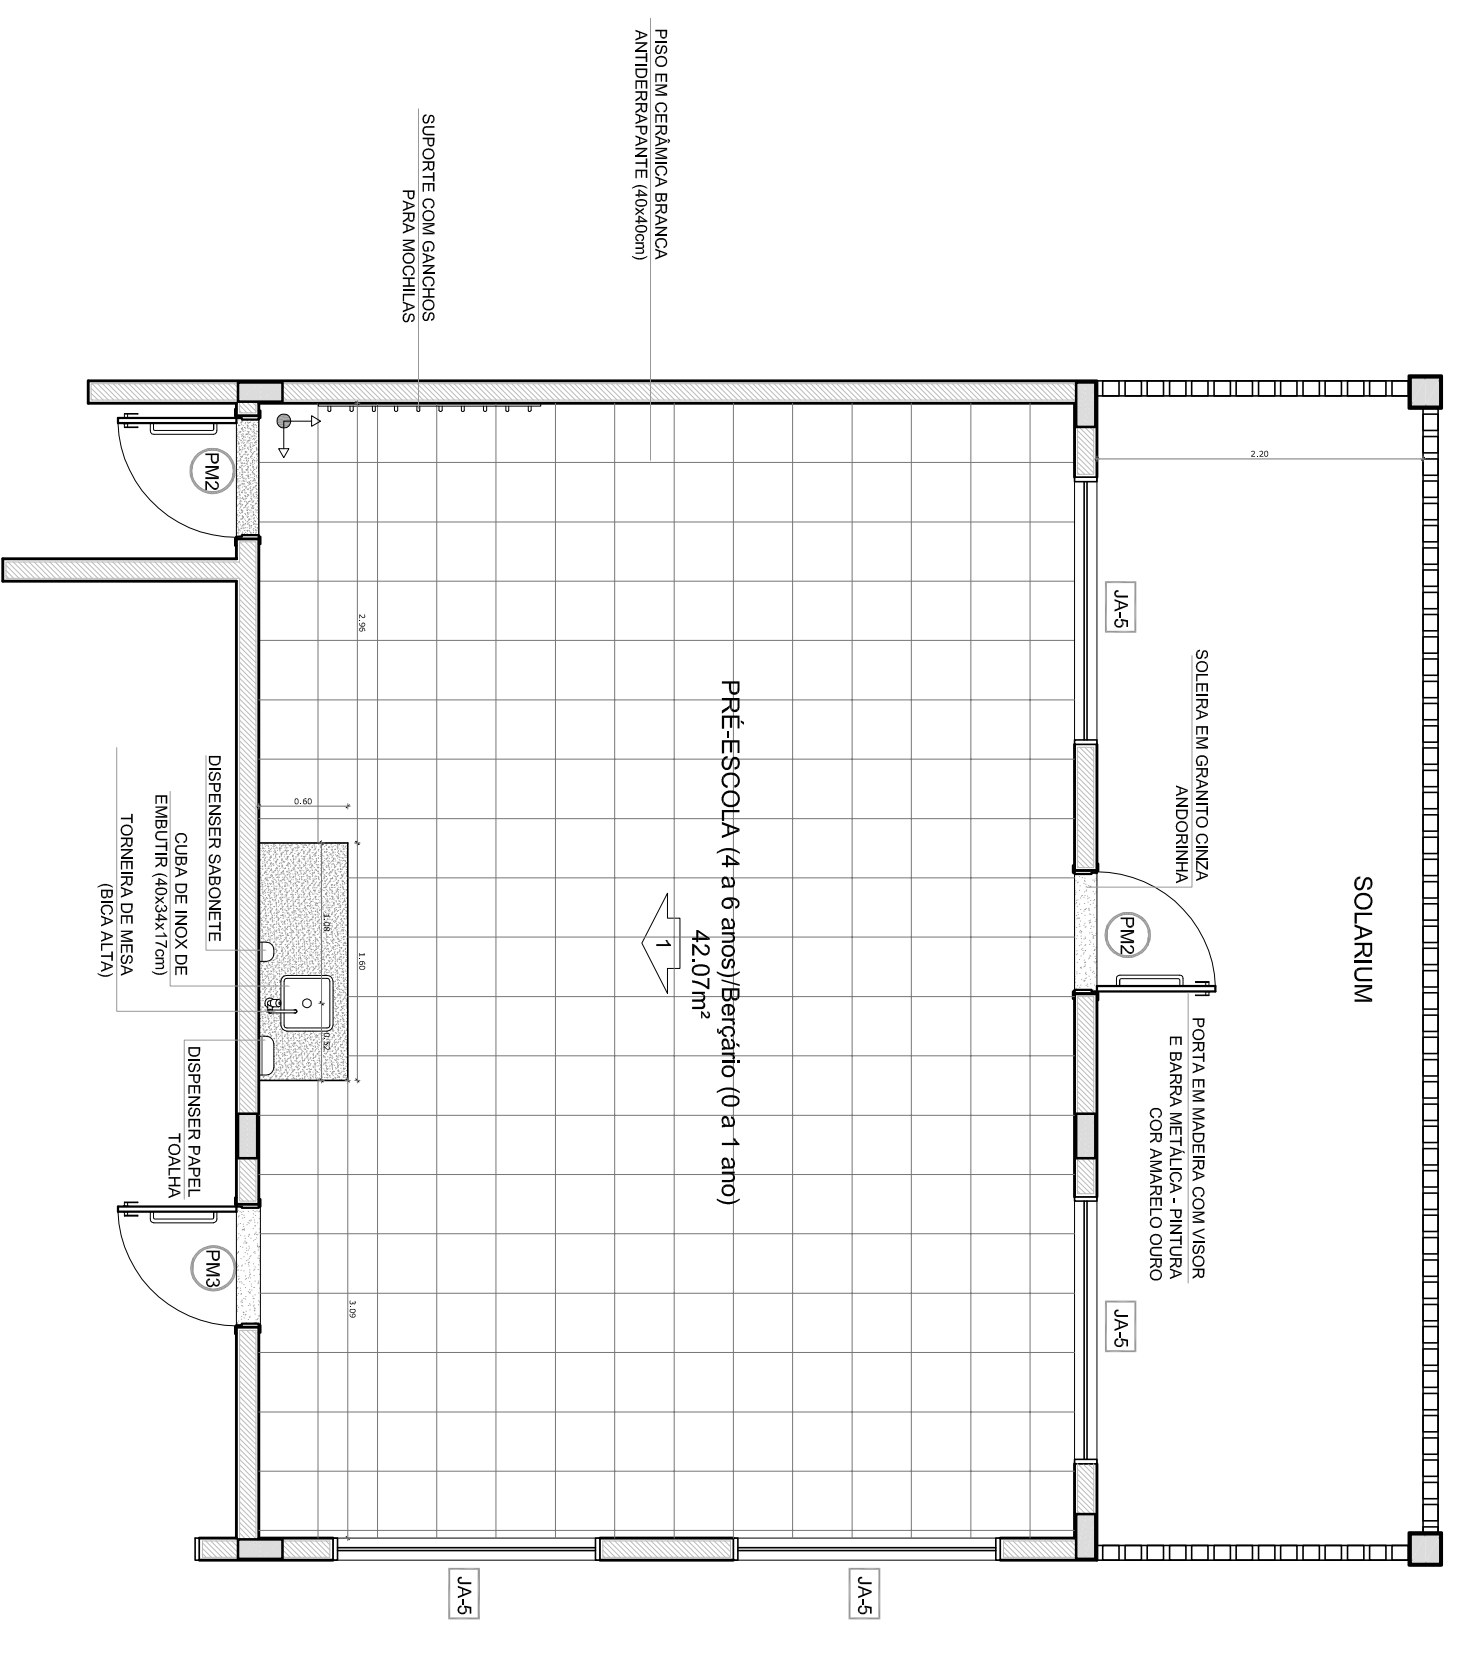 SOLARIUM
2.20
JA-5
SOLEIRA EM GRANITO CINZA
ANDORINHA
PM2
PORTA EM MADEIRA COM VISOR
E BARRA METÁLICA - PINTURA
COR AMARELO OURO
JA-5
PISO EM CERÂMICA BRANCA
ANTIDERRAPANTE (40x40cm)
SUPORTE COM GANCHOS
PARA MOCHILAS
PRÉ-ESCOLA (4 a 6 anos)/Berçário (0 a 1 ano)
42.07m²
1
JA-5
JA-5
2.96
1.60
3.09
1.08
0.52
0.60
PM2
DISPENSER SABONETE
CUBA DE INOX DE
EMBUTIR (40x34x17cm)
TORNEIRA DE MESA
(BICA ALTA)
DISPENSER PAPEL
TOALHA
PM3